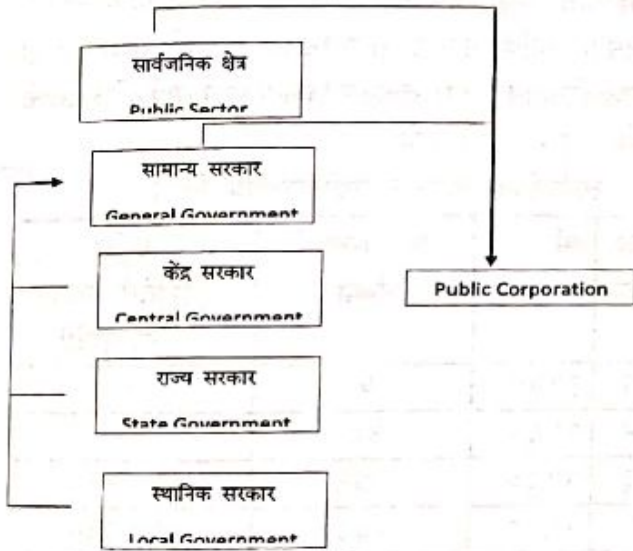 सार्वजनिक क्षेत्र
Public Sector
सामान्य सरकार
General Government
केंद्र सरकार
Central Government
Public Corporation
राज्य सरकार
State Government
स्थानिक सरकार
Local Government